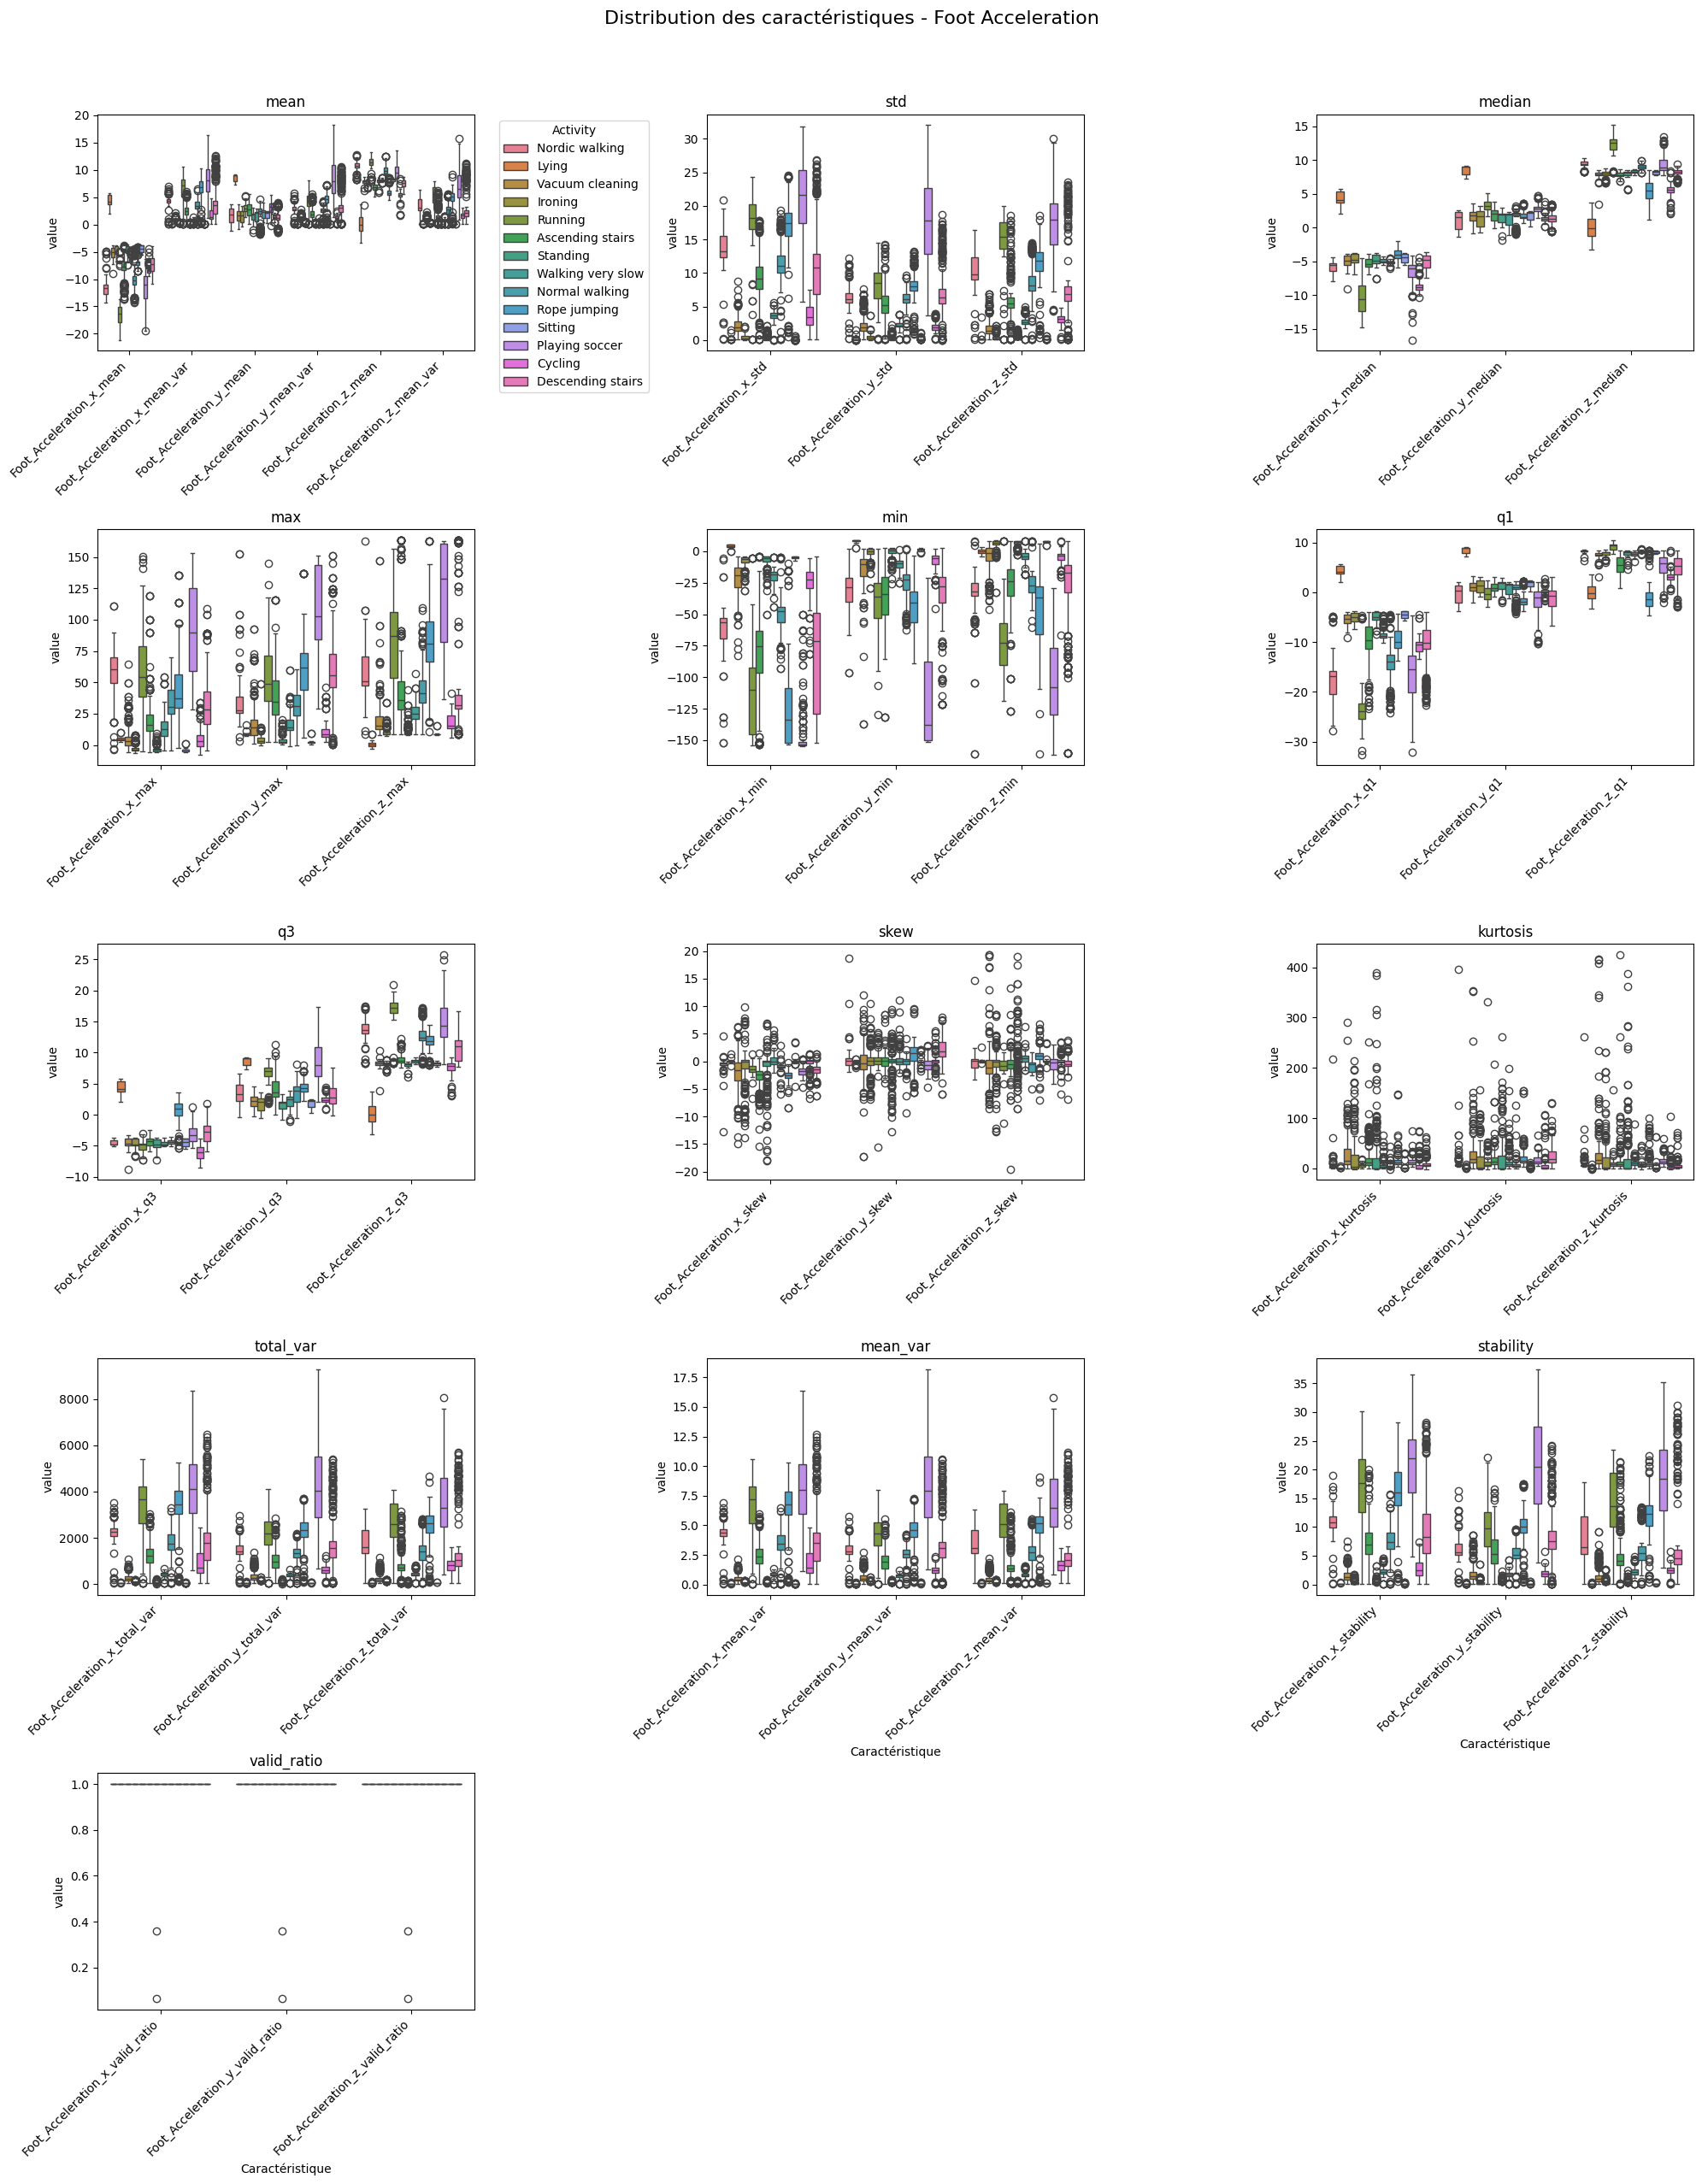 Distribution des caractéristiques - Foot Acceleration
mean
20
15
10
5
0
−5
−10
−15
−20
value
Foot_Acceleration_x_mean
Foot_Acceleration_x_mean_var
Foot_Acceleration_y_mean
Foot_Acceleration_y_mean_var
Foot_Acceleration_z_mean
Foot_Acceleration_z_mean_var
Activity
Nordic walking
Lying
Vacuum cleaning
Ironing
Running
Ascending stairs
Standing
Walking very slow
Normal walking
Rope jumping
Sitting
Playing soccer
Cycling
Descending stairs
std
30
25
20
15
10
5
0
value
Foot_Acceleration_x_std
Foot_Acceleration_y_std
Foot_Acceleration_z_std
median
15
10
5
0
−5
−10
−15
value
Foot_Acceleration_x_median
Foot_Acceleration_y_median
Foot_Acceleration_z_median
max
150
125
100
75
50
25
0
value
Foot_Acceleration_x_max
Foot_Acceleration_y_max
Foot_Acceleration_z_max
min
0
−25
−50
−75
−100
−125
−150
value
Foot_Acceleration_x_min
Foot_Acceleration_y_min
Foot_Acceleration_z_min
q1
10
0
−10
−20
−30
value
Foot_Acceleration_x_q1
Foot_Acceleration_y_q1
Foot_Acceleration_z_q1
q3
25
20
15
10
5
0
−5
−10
value
Foot_Acceleration_x_q3
Foot_Acceleration_y_q3
Foot_Acceleration_z_q3
skew
20
15
10
5
0
−5
−10
−15
−20
value
Foot_Acceleration_x_skew
Foot_Acceleration_y_skew
Foot_Acceleration_z_skew
kurtosis
400
300
200
100
0
value
Foot_Acceleration_x_kurtosis
Foot_Acceleration_y_kurtosis
Foot_Acceleration_z_kurtosis
total_var
8000
6000
4000
2000
0
value
Foot_Acceleration_x_total_var
Foot_Acceleration_y_total_var
Foot_Acceleration_z_total_var
mean_var
17.5
15.0
12.5
10.0
7.5
5.0
2.5
0.0
value
Foot_Acceleration_x_mean_var
Foot_Acceleration_y_mean_var
Foot_Acceleration_z_mean_var
Caractéristique
stability
35
30
25
20
15
10
5
0
value
Foot_Acceleration_x_stability
Foot_Acceleration_y_stability
Foot_Acceleration_z_stability
Caractéristique
valid_ratio
1.0
0.8
0.6
0.4
0.2
value
Foot_Acceleration_x_valid_ratio
Foot_Acceleration_y_valid_ratio
Foot_Acceleration_z_valid_ratio
Caractéristique